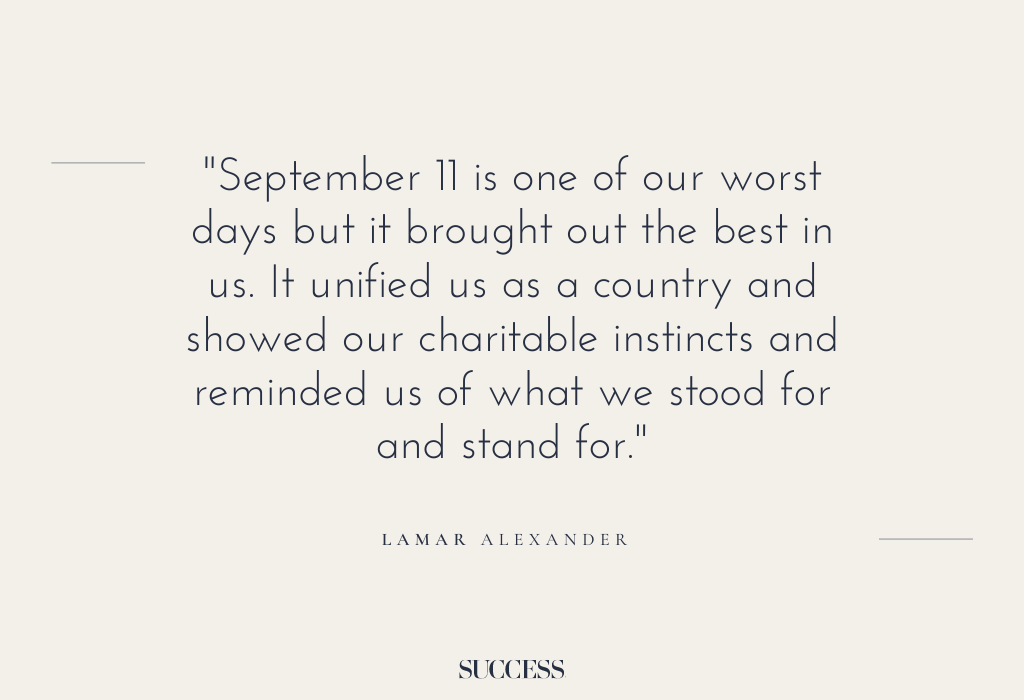 "September 11 is one of our worst
days but it brought out the best in
us. It unified us as a country and
showed our charitable instincts and
reminded us of what we stood for
and stand for."
LAMAR ALEXANDER
SUCCESS